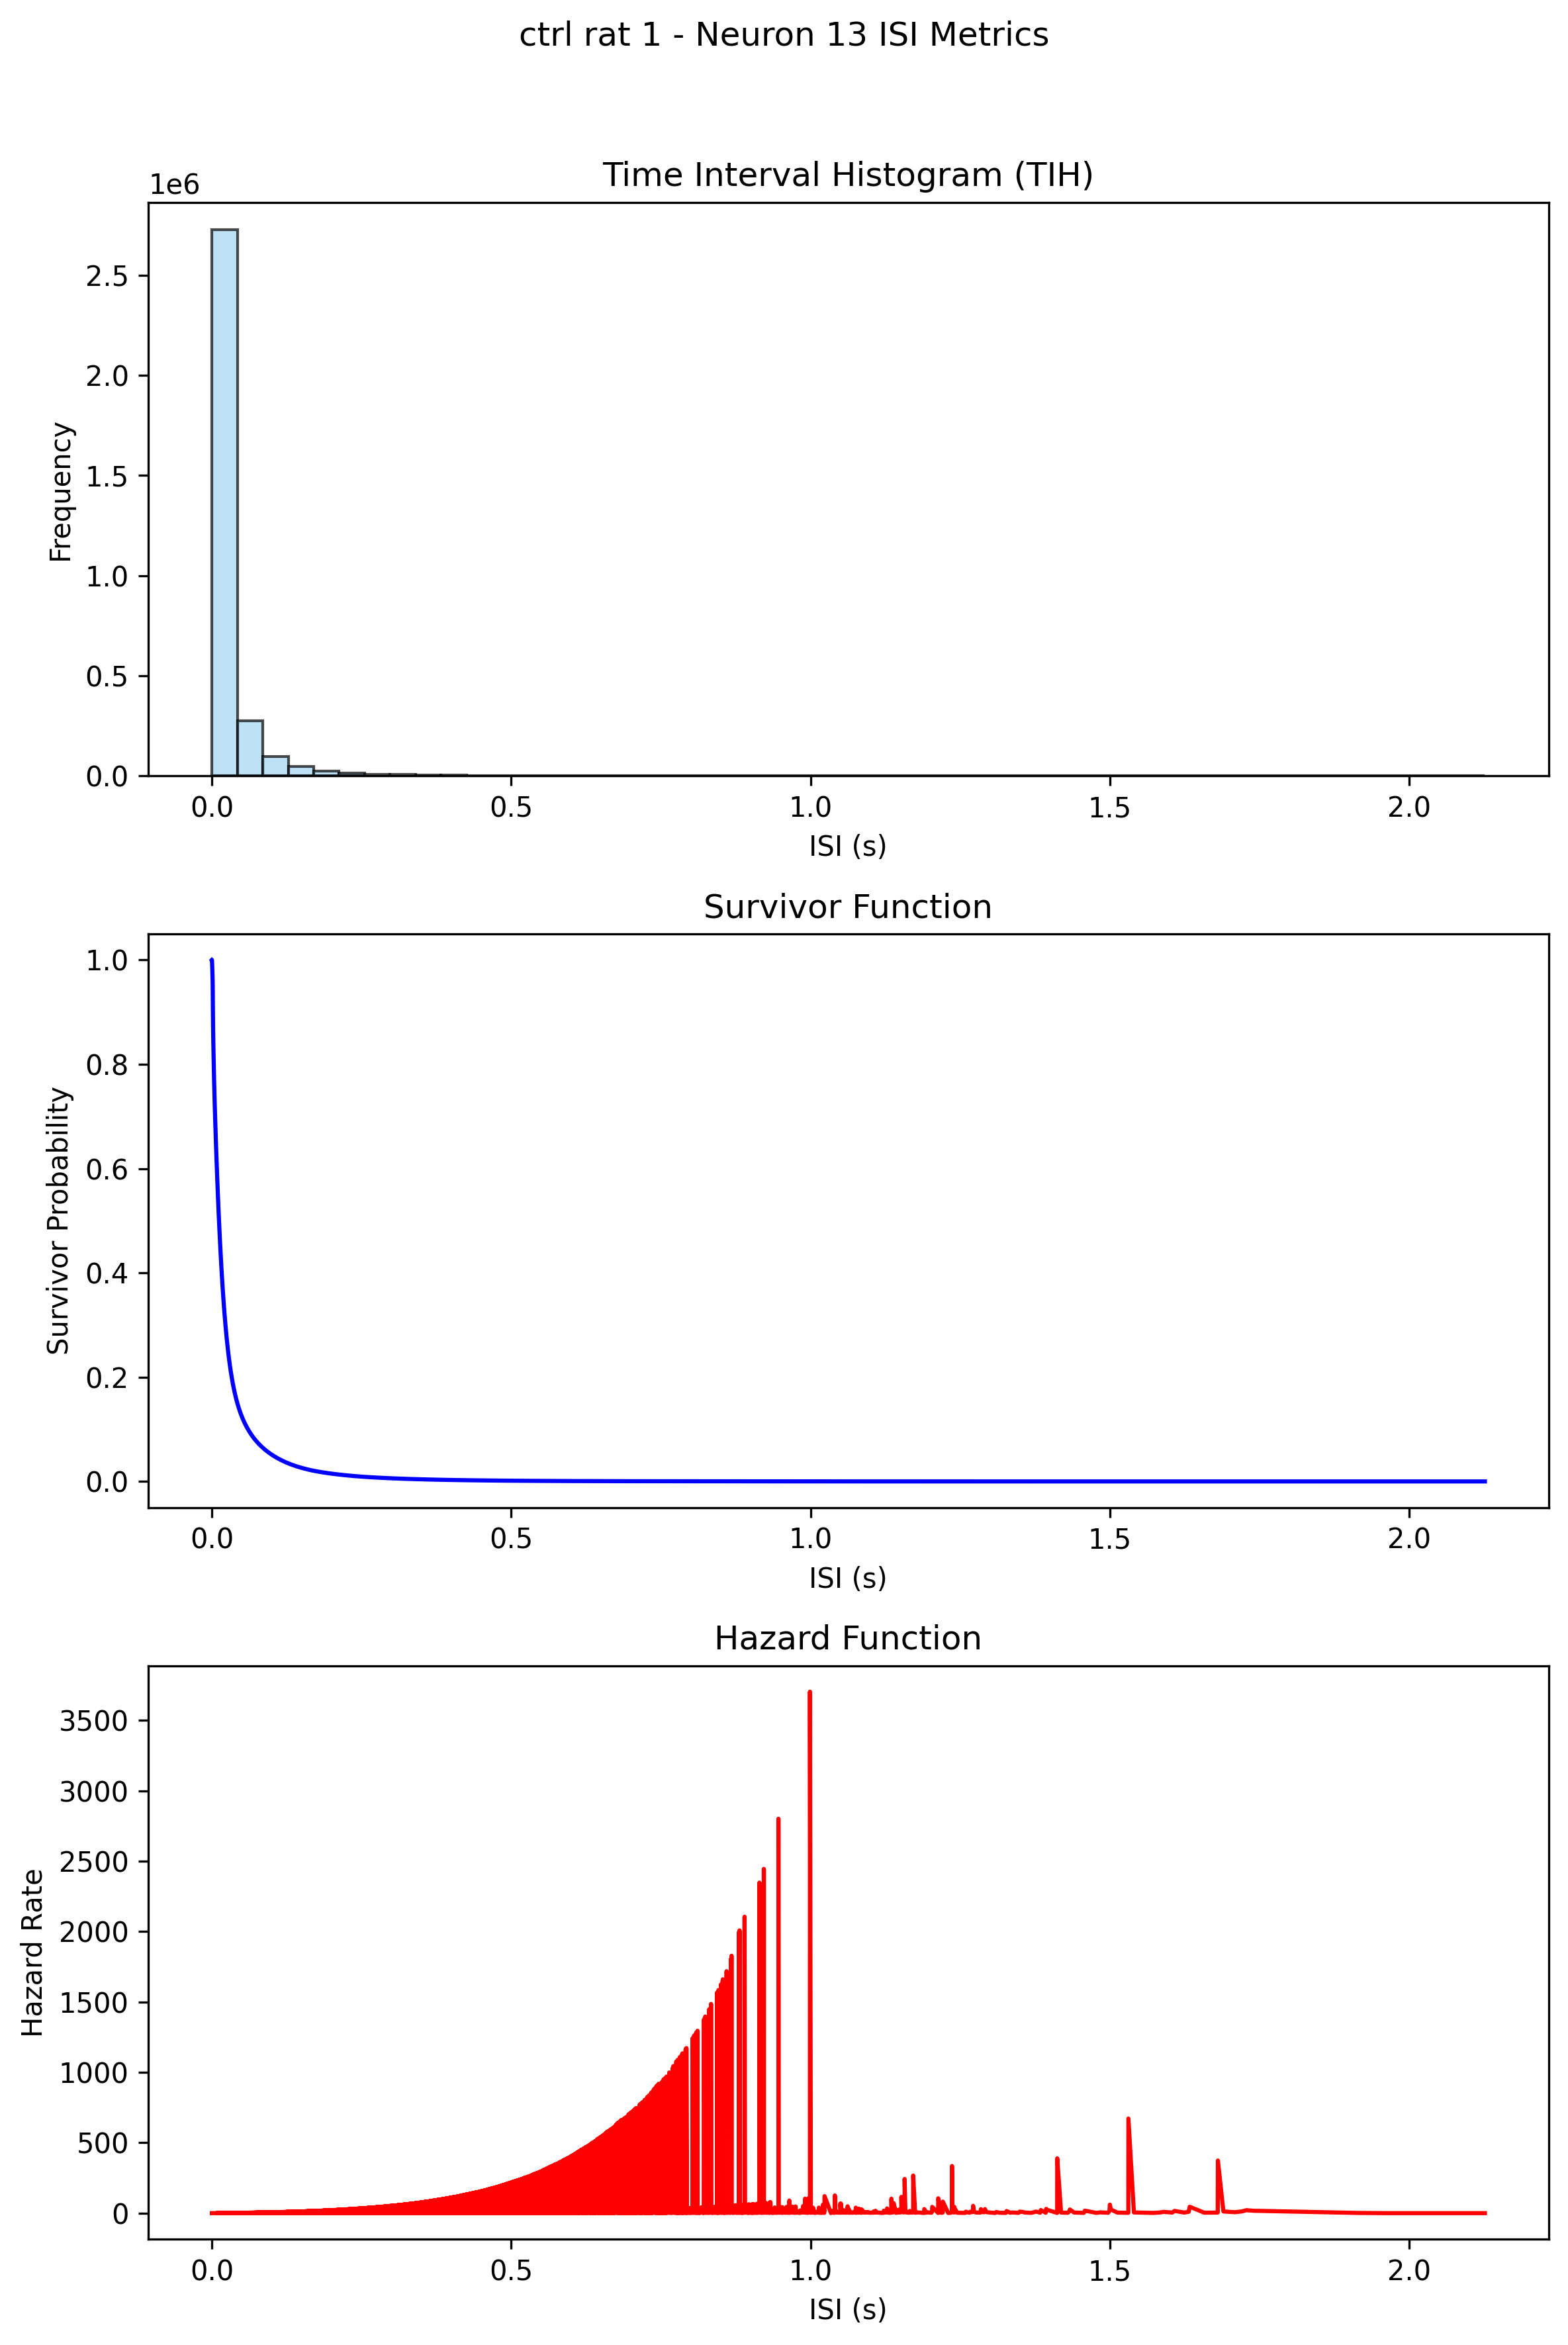 ctrl rat 1 - Neuron 13 ISI Metrics
Time Interval Histogram (TIH)
1e6
2.5
2.0
1.5
1.0
0.5
0.0
Frequency
0.0 0.5 1.0 1.5 2.0
ISI (s)
Survivor Function
1.0
0.8
0.6
0.4
0.2
0.0
Survivor Probability
0.0 0.5 1.0 1.5 2.0
ISI (s)
Hazard Function
3500
3000
2500
2000
1500
1000
500
0
Hazard Rate
0.0 0.5 1.0 1.5 2.0
ISI (s)